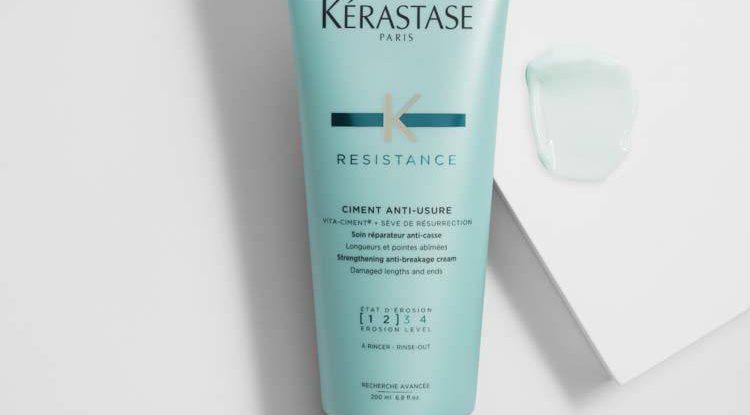 KÉRASTASE
PARIS
K
RESISTANCE
CIMENT ANTI-USURE
VITA-CIMENT® + SÈVE DE RÉSURRECTION
Soin réparateur anti-casse
Longueurs et pointes abîmées
Strengthening anti-breakage cream
Damaged lengths and ends
ÉTAT D'ÉROSION
[1 2]3 4
EROSION LEVEL
À RINCER - RINSE-OUT
RECHERCHE AVANCÉE
200 ml 6.8 fl.oz